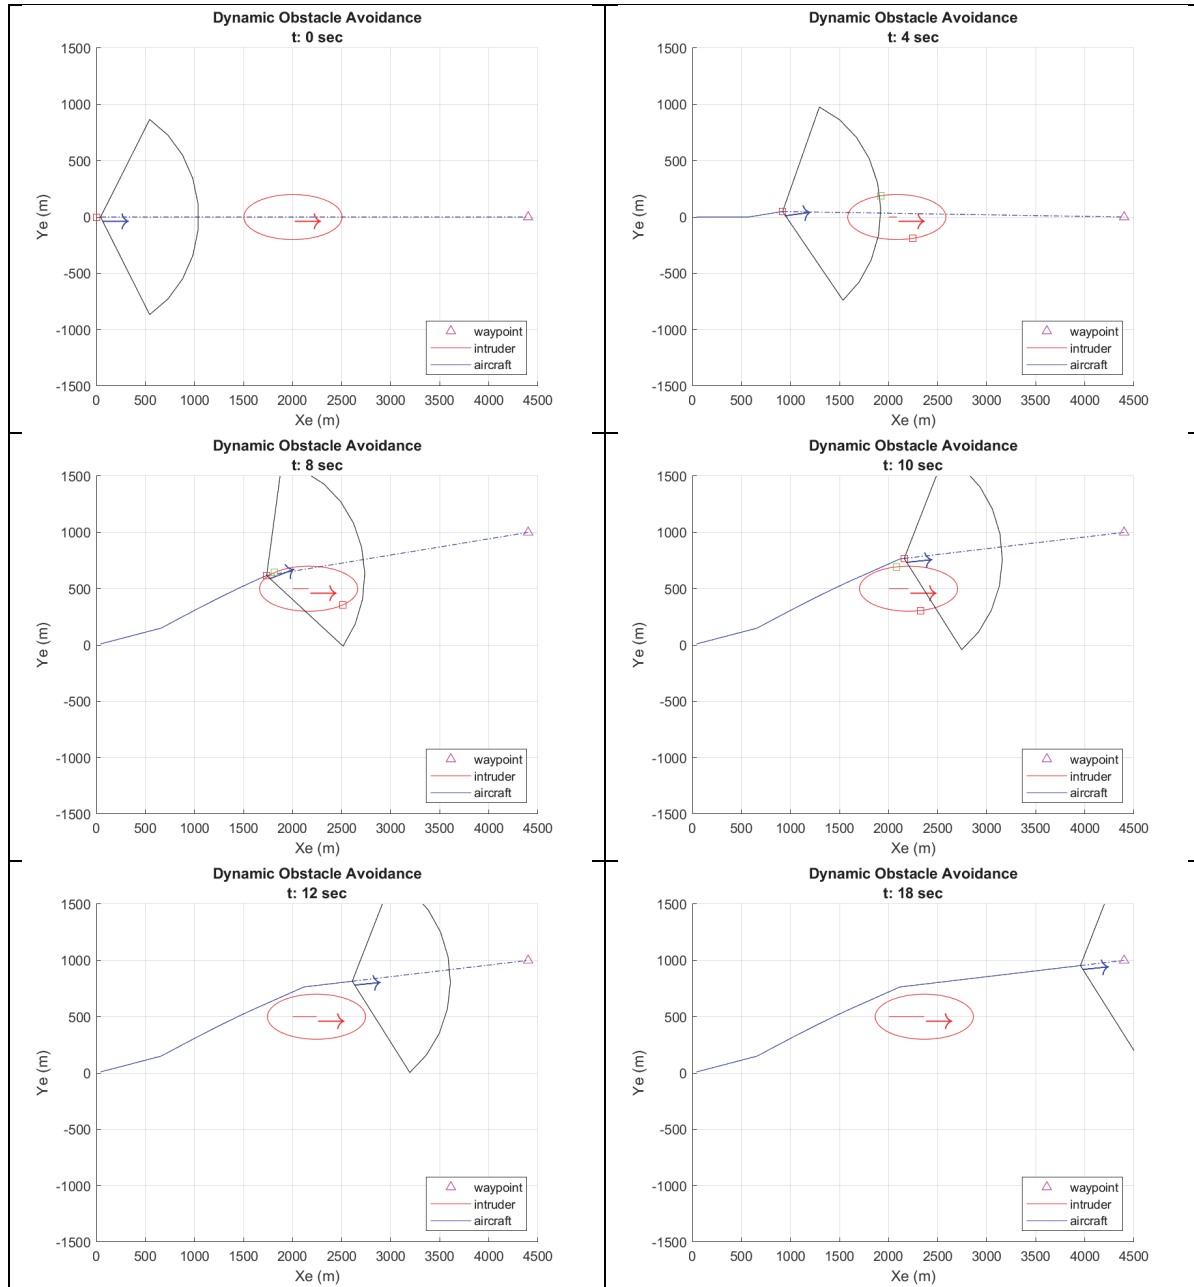 Dynamic Obstacle Avoidance
t: 0 sec
1500
1000
500
0
-500
-1000
-1500
Ye (m)
0 500 1000 1500 2000 2500 3000 3500 4000 4500
Xe (m)
waypoint
intruder
aircraft
Dynamic Obstacle Avoidance
t: 4 sec
1500
1000
500
0
-500
-1000
-1500
Ye (m)
0 500 1000 1500 2000 2500 3000 3500 4000 4500
Xe (m)
waypoint
intruder
aircraft
Dynamic Obstacle Avoidance
t: 8 sec
1500
1000
500
0
-500
-1000
-1500
Ye (m)
0 500 1000 1500 2000 2500 3000 3500 4000 4500
Xe (m)
waypoint
intruder
aircraft
Dynamic Obstacle Avoidance
t: 10 sec
1500
1000
500
0
-500
-1000
-1500
Ye (m)
0 500 1000 1500 2000 2500 3000 3500 4000 4500
Xe (m)
waypoint
intruder
aircraft
Dynamic Obstacle Avoidance
t: 12 sec
1500
1000
500
0
-500
-1000
-1500
Ye (m)
0 500 1000 1500 2000 2500 3000 3500 4000 4500
Xe (m)
waypoint
intruder
aircraft
Dynamic Obstacle Avoidance
t: 18 sec
1500
1000
500
0
-500
-1000
-1500
Ye (m)
0 500 1000 1500 2000 2500 3000 3500 4000 4500
Xe (m)
waypoint
intruder
aircraft